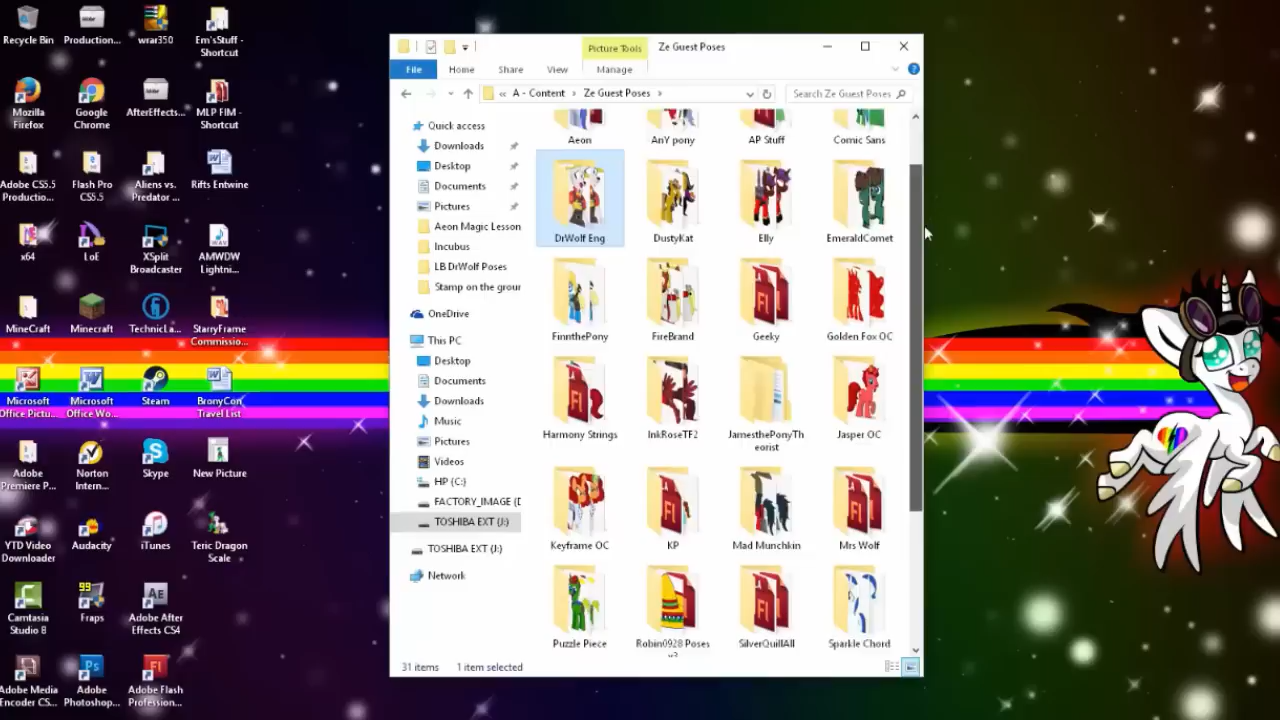 Recycle Bin
Production...
wrar350
Em'sStuff -
Shortcut
Mozilla
Firefox
Google
Chrome
AfterEffects...
MLP FIM -
Shortcut
Adobe CS5.5
Productio...
Flash Pro
CS5.5
Aliens vs.
Predator ...
Rifts Entwine
x64
LoE
XSplit
Broadcaster
AMWDW
Lightni...
MineCraft
Minecraft
TechnicLa...
StarryFrame
Commissio...
Microsoft
Office Pictu...
Microsoft
Office Wo...
Steam
BronyCon
Travel List
Adobe
Premiere P...
Norton
Intern...
Skype
New Picture
YTD Video
Downloader
Audacity
iTunes
Teric Dragon
Scale
Camtasia
Studio 8
99
Fraps
Adobe After
Effects CS4
Adobe Media
Encoder CS...
Adobe
Photoshop...
Adobe Flash
Profession...
Picture Tools
Ze Guest Poses
File
Home
Share
View
Manage
« A - Content > Ze Guest Poses >
Search Ze Guest Poses
Quick access
Downloads
Desktop
Documents
Pictures
Aeon Magic Lesson
Incubus
LB DrWolf Poses
Stamp on the grour
OneDrive
This PC
Desktop
Documents
Downloads
Music
Pictures
Videos
HP (C:)
FACTORY_IMAGE (D
TOSHIBA EXT (J:)
TOSHIBA EXT (J:)
Network
Aeon
AnY pony
AP Stuff
Comic Sans
DrWolf Eng
DustyKat
Elly
EmeraldComet
FinnthePony
FireBrand
Geeky
Golden Fox OC
Harmony Strings
InkRoseTF2
JamesthePonyTh
eorist
Jasper OC
Keyframe OC
KP
Mad Munchkin
Mrs Wolf
Puzzle Piece
Robin0928 Poses
v3
SilverQuillAll
Sparkle Chord
31 items
1 item selected